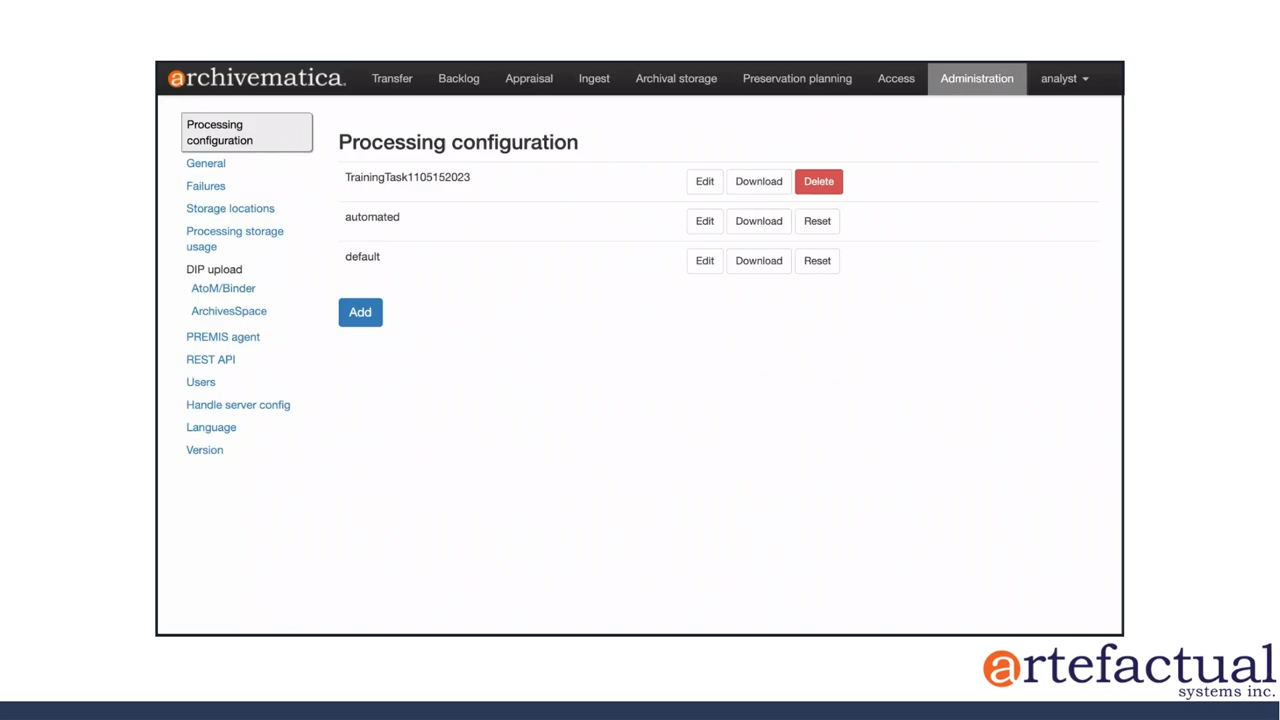 archivematica.
Transfer Backlog Appraisal Ingest Archival storage Preservation planning Access Administration analyst
Processing
configuration
General
Failures
Storage locations
Processing storage
usage
DIP upload
AtoM/Binder
ArchivesSpace
PREMIS agent
REST API
Users
Handle server config
Language
Version
Processing configuration
TrainingTask1105152023 Edit Download Delete
automated Edit Download Reset
default Edit Download Reset
Add
artefactual
systems inc.